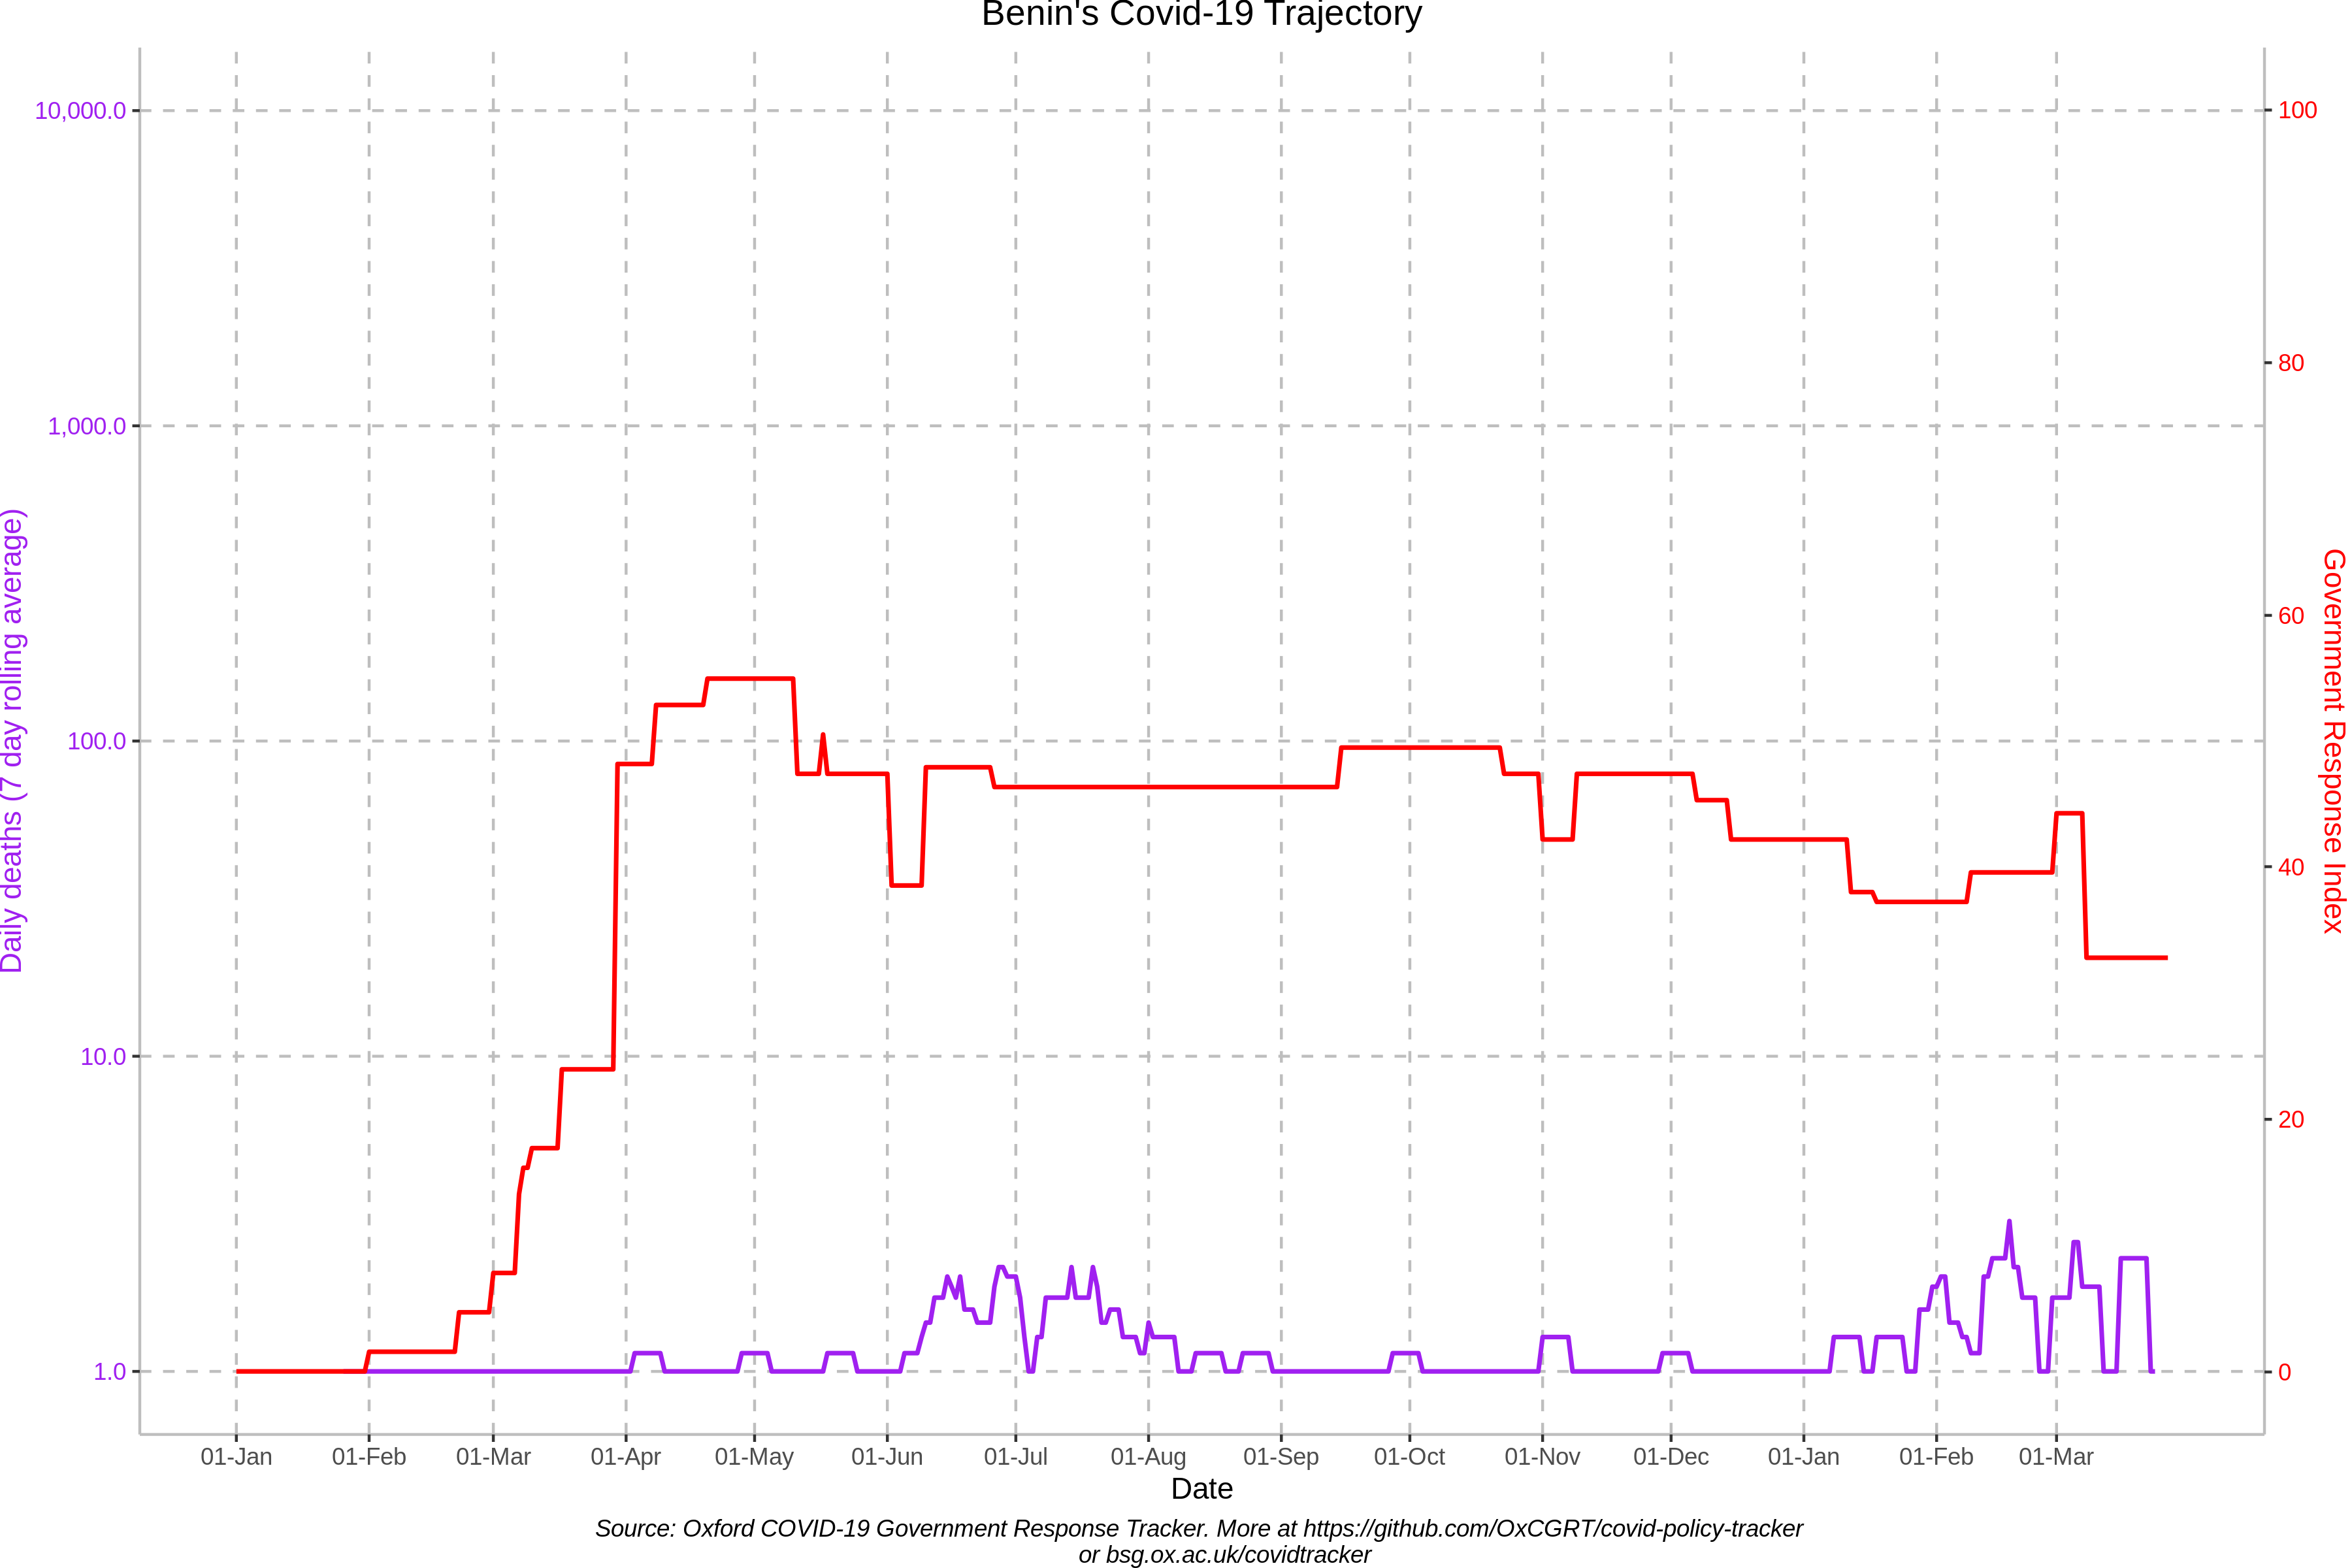 Benin's Covid-19 Trajectory
10,000.0
1,000.0
100.0
10.0
1.0
Daily deaths (7 day rolling average)
100
80
60
40
20
0
Government Response Index
01-Jan 01-Feb 01-Mar 01-Apr 01-May 01-Jun 01-Jul 01-Aug 01-Sep 01-Oct 01-Nov 01-Dec 01-Jan 01-Feb 01-Mar
Date
Source: Oxford COVID-19 Government Response Tracker. More at https://github.com/OxCGRT/covid-policy-tracker
or bsg.ox.ac.uk/covidtracker